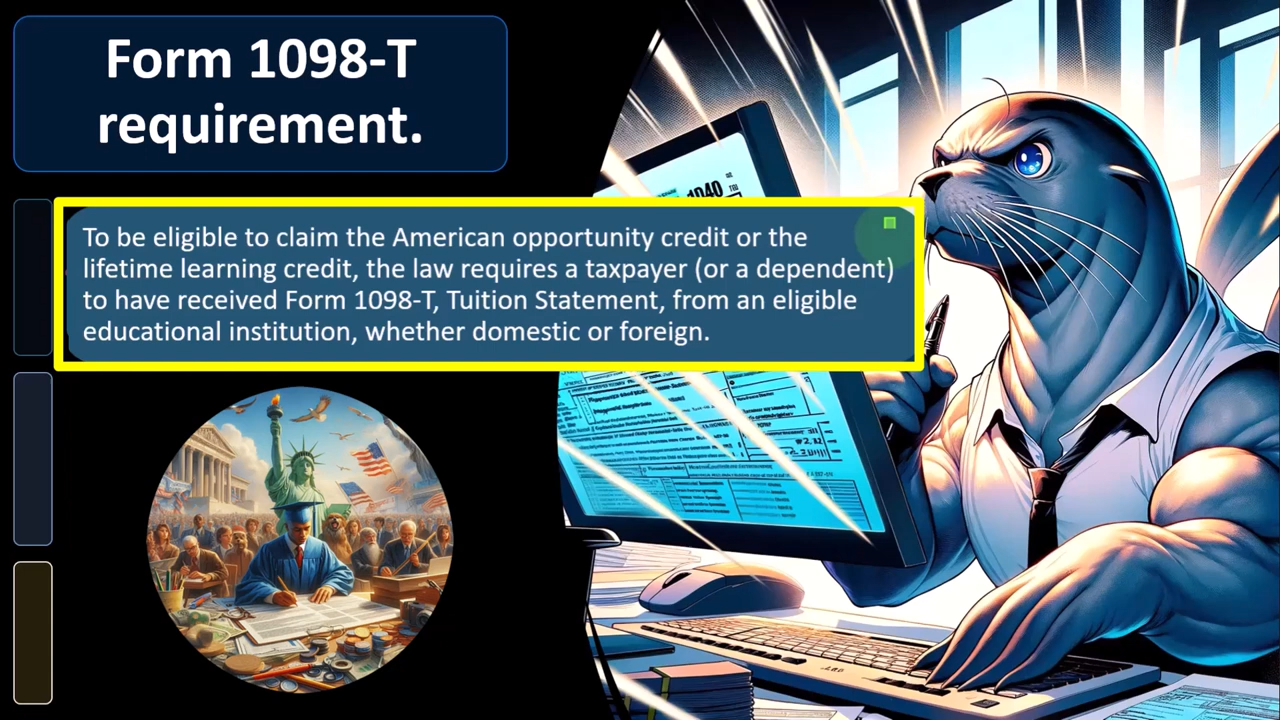 Form 1098-T
requirement.
To be eligible to claim the American opportunity credit or the
lifetime learning credit, the law requires a taxpayer (or a dependent)
to have received Form 1098-T, Tuition Statement, from an eligible
educational institution, whether domestic or foreign.
1040